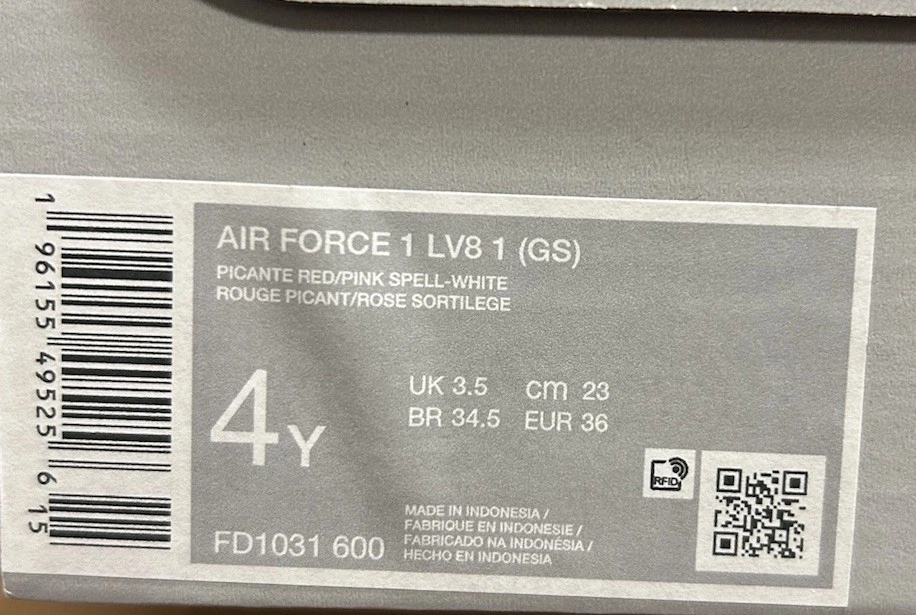 1 96155 49525 6 15
AIR FORCE 1 LV8 1 (GS)
PICANTE RED/PINK SPELL-WHITE
ROUGE PICANT/ROSE SORTILEGE
4Y
UK 3.5 cm 23
BR 34.5 EUR 36
RFID
MADE IN INDONESIA /
FABRIQUE EN INDONESIE /
FABRICADO NA INDONÉSIA /
HECHO EN INDONESIA
FD1031 600